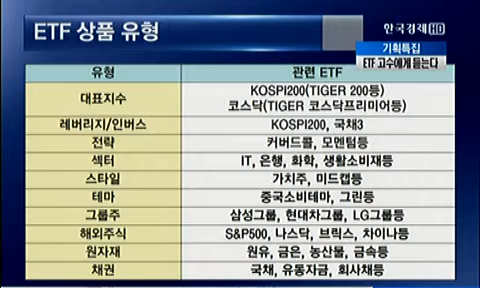 ETF 상품 유형
한국경제HD
기획특집
ETF 고수에게 듣는다
유형 관련 ETF
대표지수 KOSPI200(TIGER 200등)
코스닥(TIGER 코스닥프리미어등)
레버리지/인버스 KOSPI200, 국채3
전략 커버드콜, 모멘텀등
섹터 IT, 은행, 화학, 생활소비재등
스타일 가치주, 미드캡등
테마 중국소비테마, 그린등
그룹주 삼성그룹, 현대차그룹, LG그룹등
해외주식 S&P500, 나스닥, 브릭스, 차이나등
원자재 원유, 금은, 농산물, 금속등
채권 국채, 유동자금, 회사채등